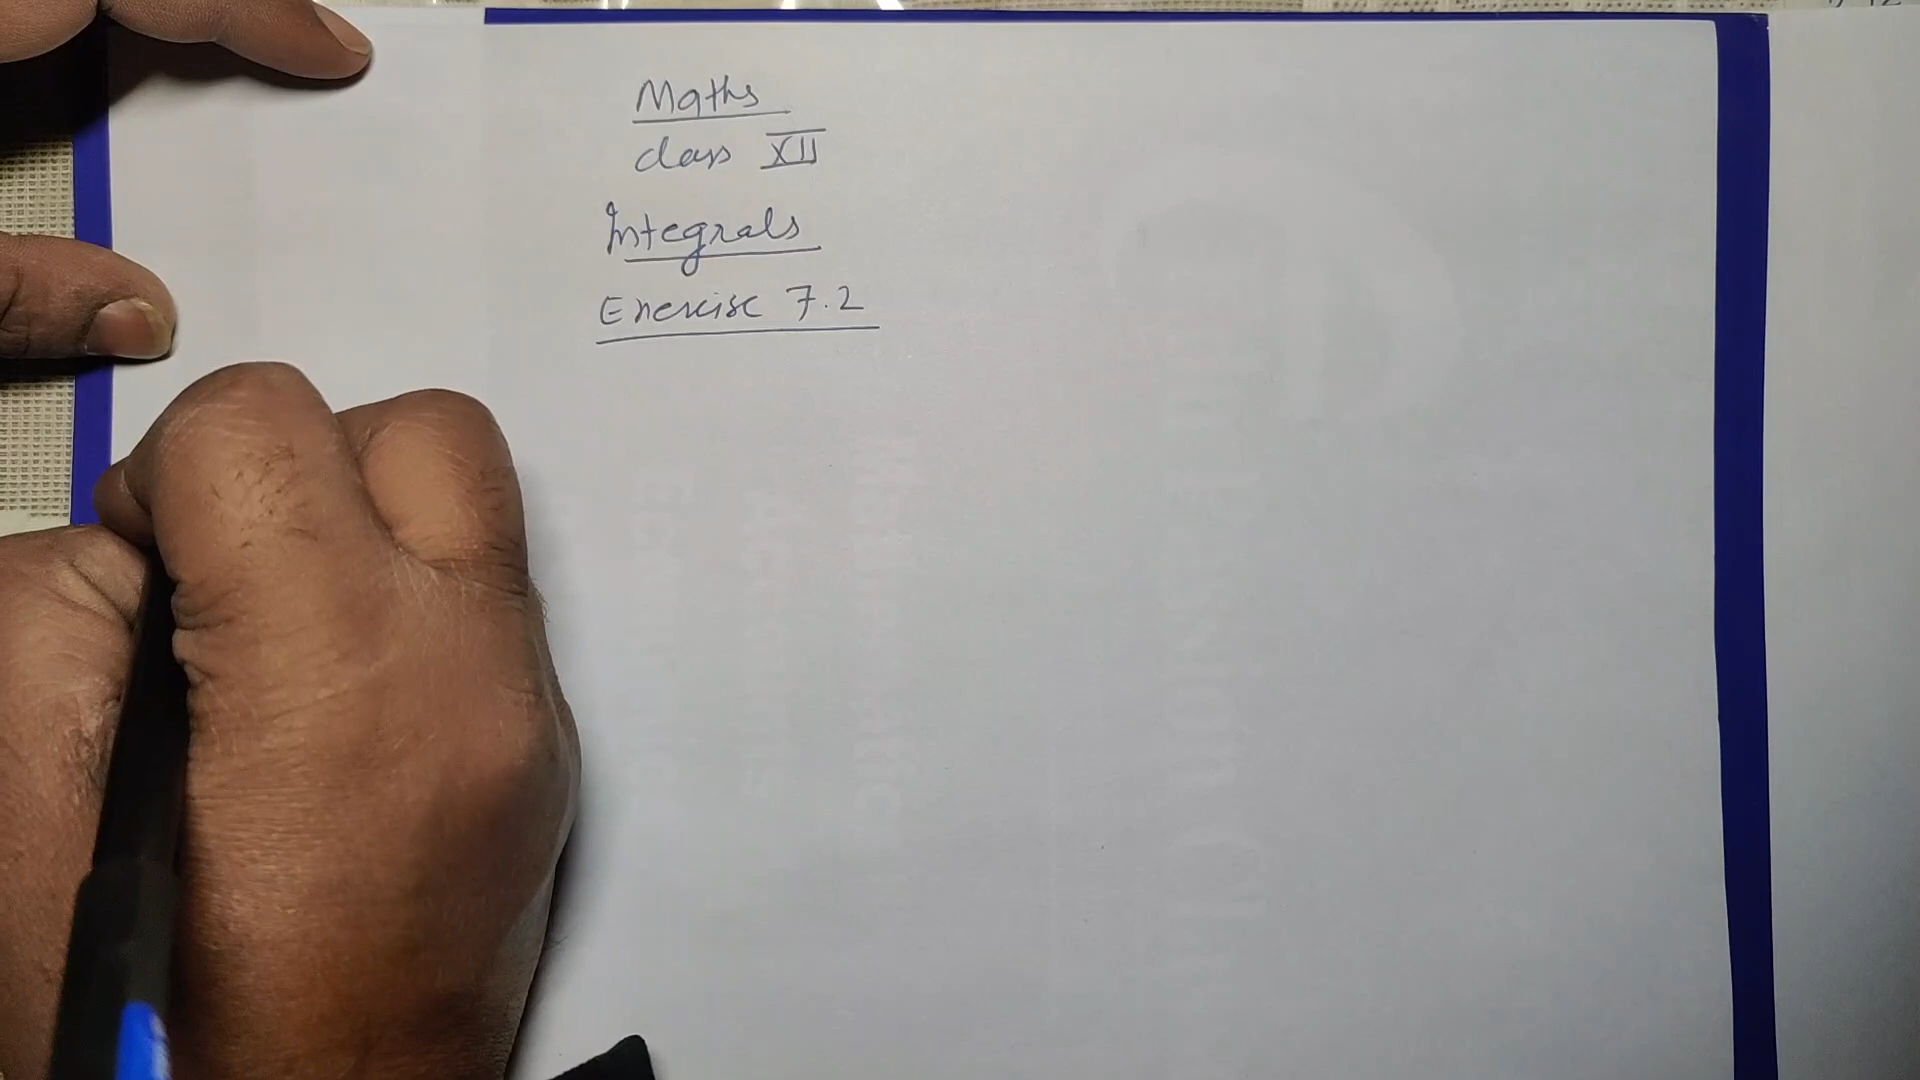 Maths
class XII
Integrals
Exercise 7.2